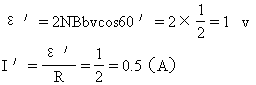 ε′ = 2NBbvcos60′ = 2 × 1/2 = 1 v
I′ = ε′/R = 1/2 = 0.5 (A)